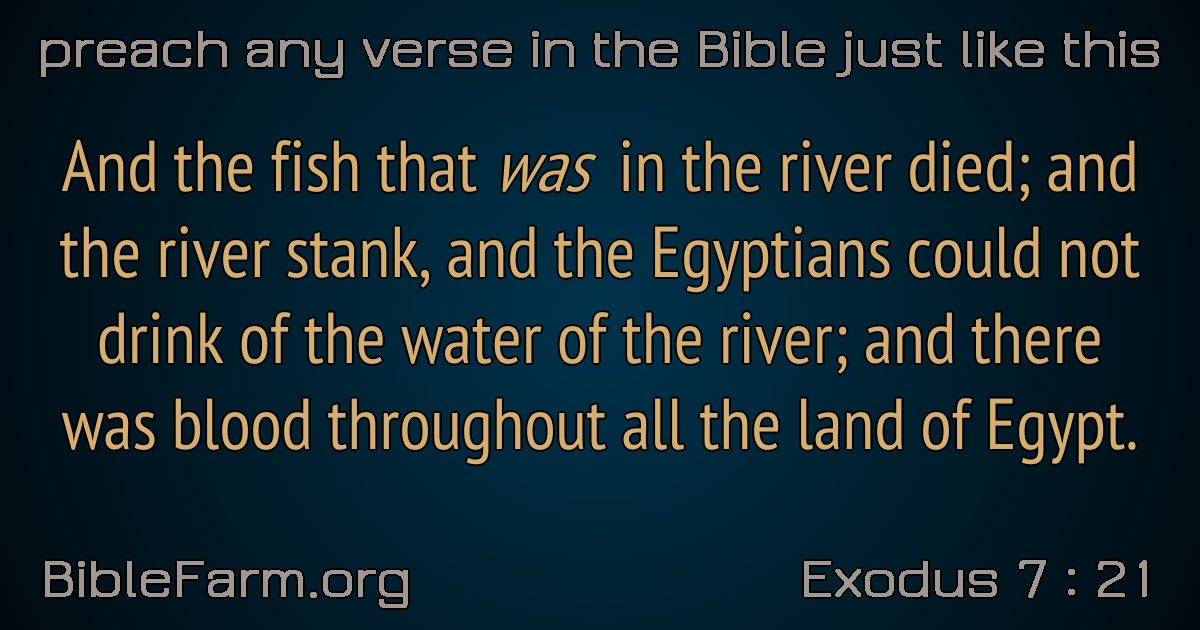 preach any verse in the Bible just like this
And the fish that was in the river died; and
the river stank, and the Egyptians could not
drink of the water of the river; and there
was blood throughout all the land of Egypt.
BibleFarm.org
Exodus 7 : 21